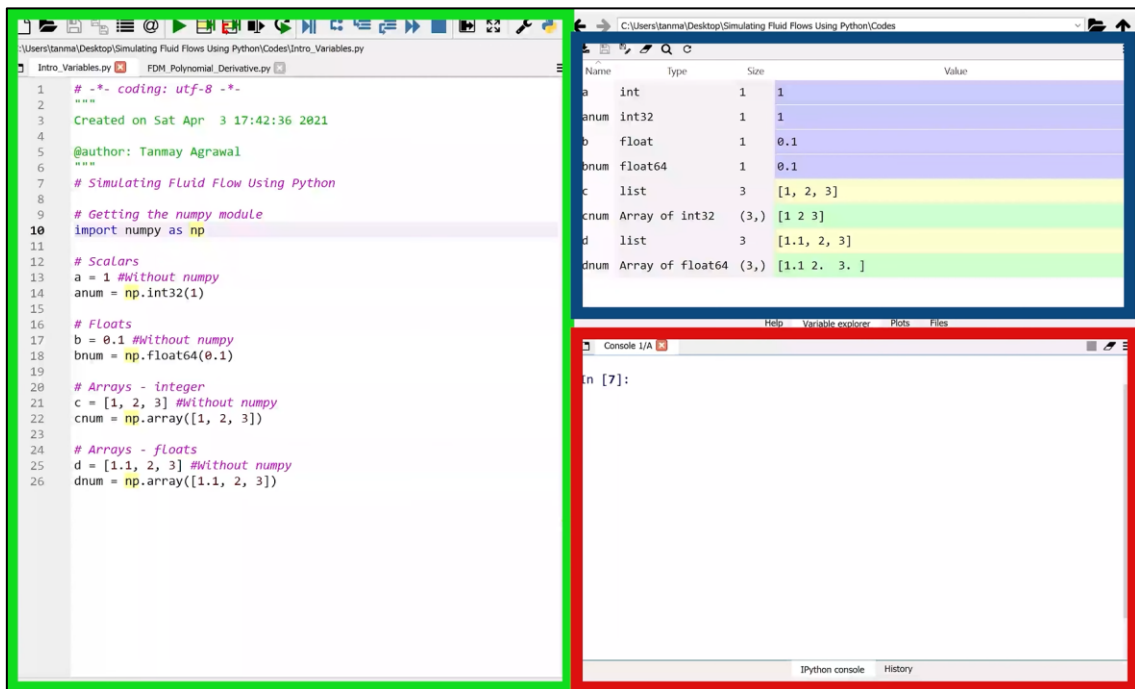 C:\Users\tanma\Desktop\Simulating Fluid Flows Using Python\Codes
:\Users\tanma\Desktop\Simulating Fluid Flows Using Python\Codes\Intro_Variables.py
Intro_Variables.py FDM_Polynomial_Derivative.py
1 # -*- coding: utf-8 -*-
2 """
3 Created on Sat Apr  3 17:42:36 2021
4
5 @author: Tanmay Agrawal
6 """
7 # Simulating Fluid Flow Using Python
8
9 # Getting the numpy module
10 import numpy as np
11
12 # Scalars
13 a = 1 #Without numpy
14 anum = np.int32(1)
15
16 # Floats
17 b = 0.1 #Without numpy
18 bnum = np.float64(0.1)
19
20 # Arrays - integer
21 c = [1, 2, 3] #Without numpy
22 cnum = np.array([1, 2, 3])
23
24 # Arrays - floats
25 d = [1.1, 2, 3] #Without numpy
26 dnum = np.array([1.1, 2, 3])
Name Type Size Value
a int 1 1
anum int32 1 1
b float 1 0.1
bnum float64 1 0.1
c list 3 [1, 2, 3]
cnum Array of int32 (3,) [1 2 3]
d list 3 [1.1, 2, 3]
dnum Array of float64 (3,) [1.1 2.  3. ]
Help Variable explorer Plots Files
Console 1/A
In [7]:
IPython console History